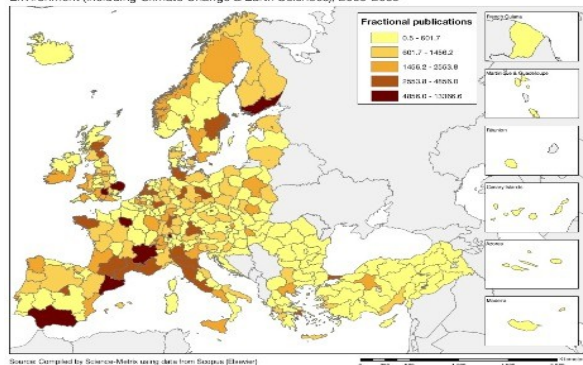 Environment (including Climate Change & Earth Sciences), 2000-
Fractional publications
0.5 - 601.7
601.7 - 1456.2
1456.2 - 2553.8
2553.8 - 4856.0
4856.0 - 13366.6
French Guiana
Martinique & Guadeloupe
Réunion
Canary Islands
Azores
Madeira
Source: Compiled by Science-Metrix using data from Scopus (Elsevier)